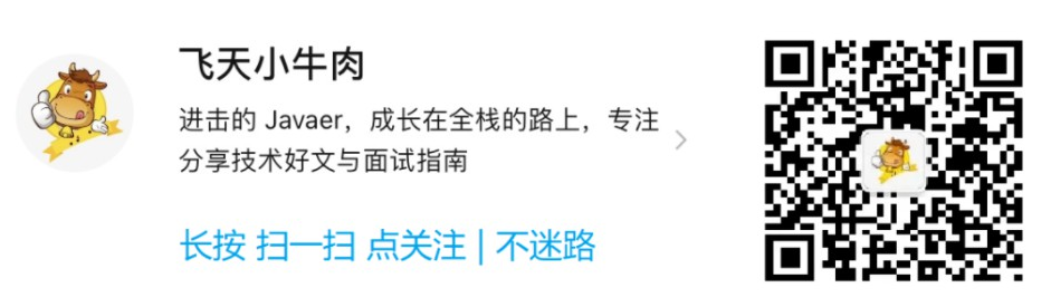 飞天小牛肉
进击的 Javaer，成长在全栈的路上，专注
分享技术好文与面试指南
长按 扫一扫 点关注 | 不迷路